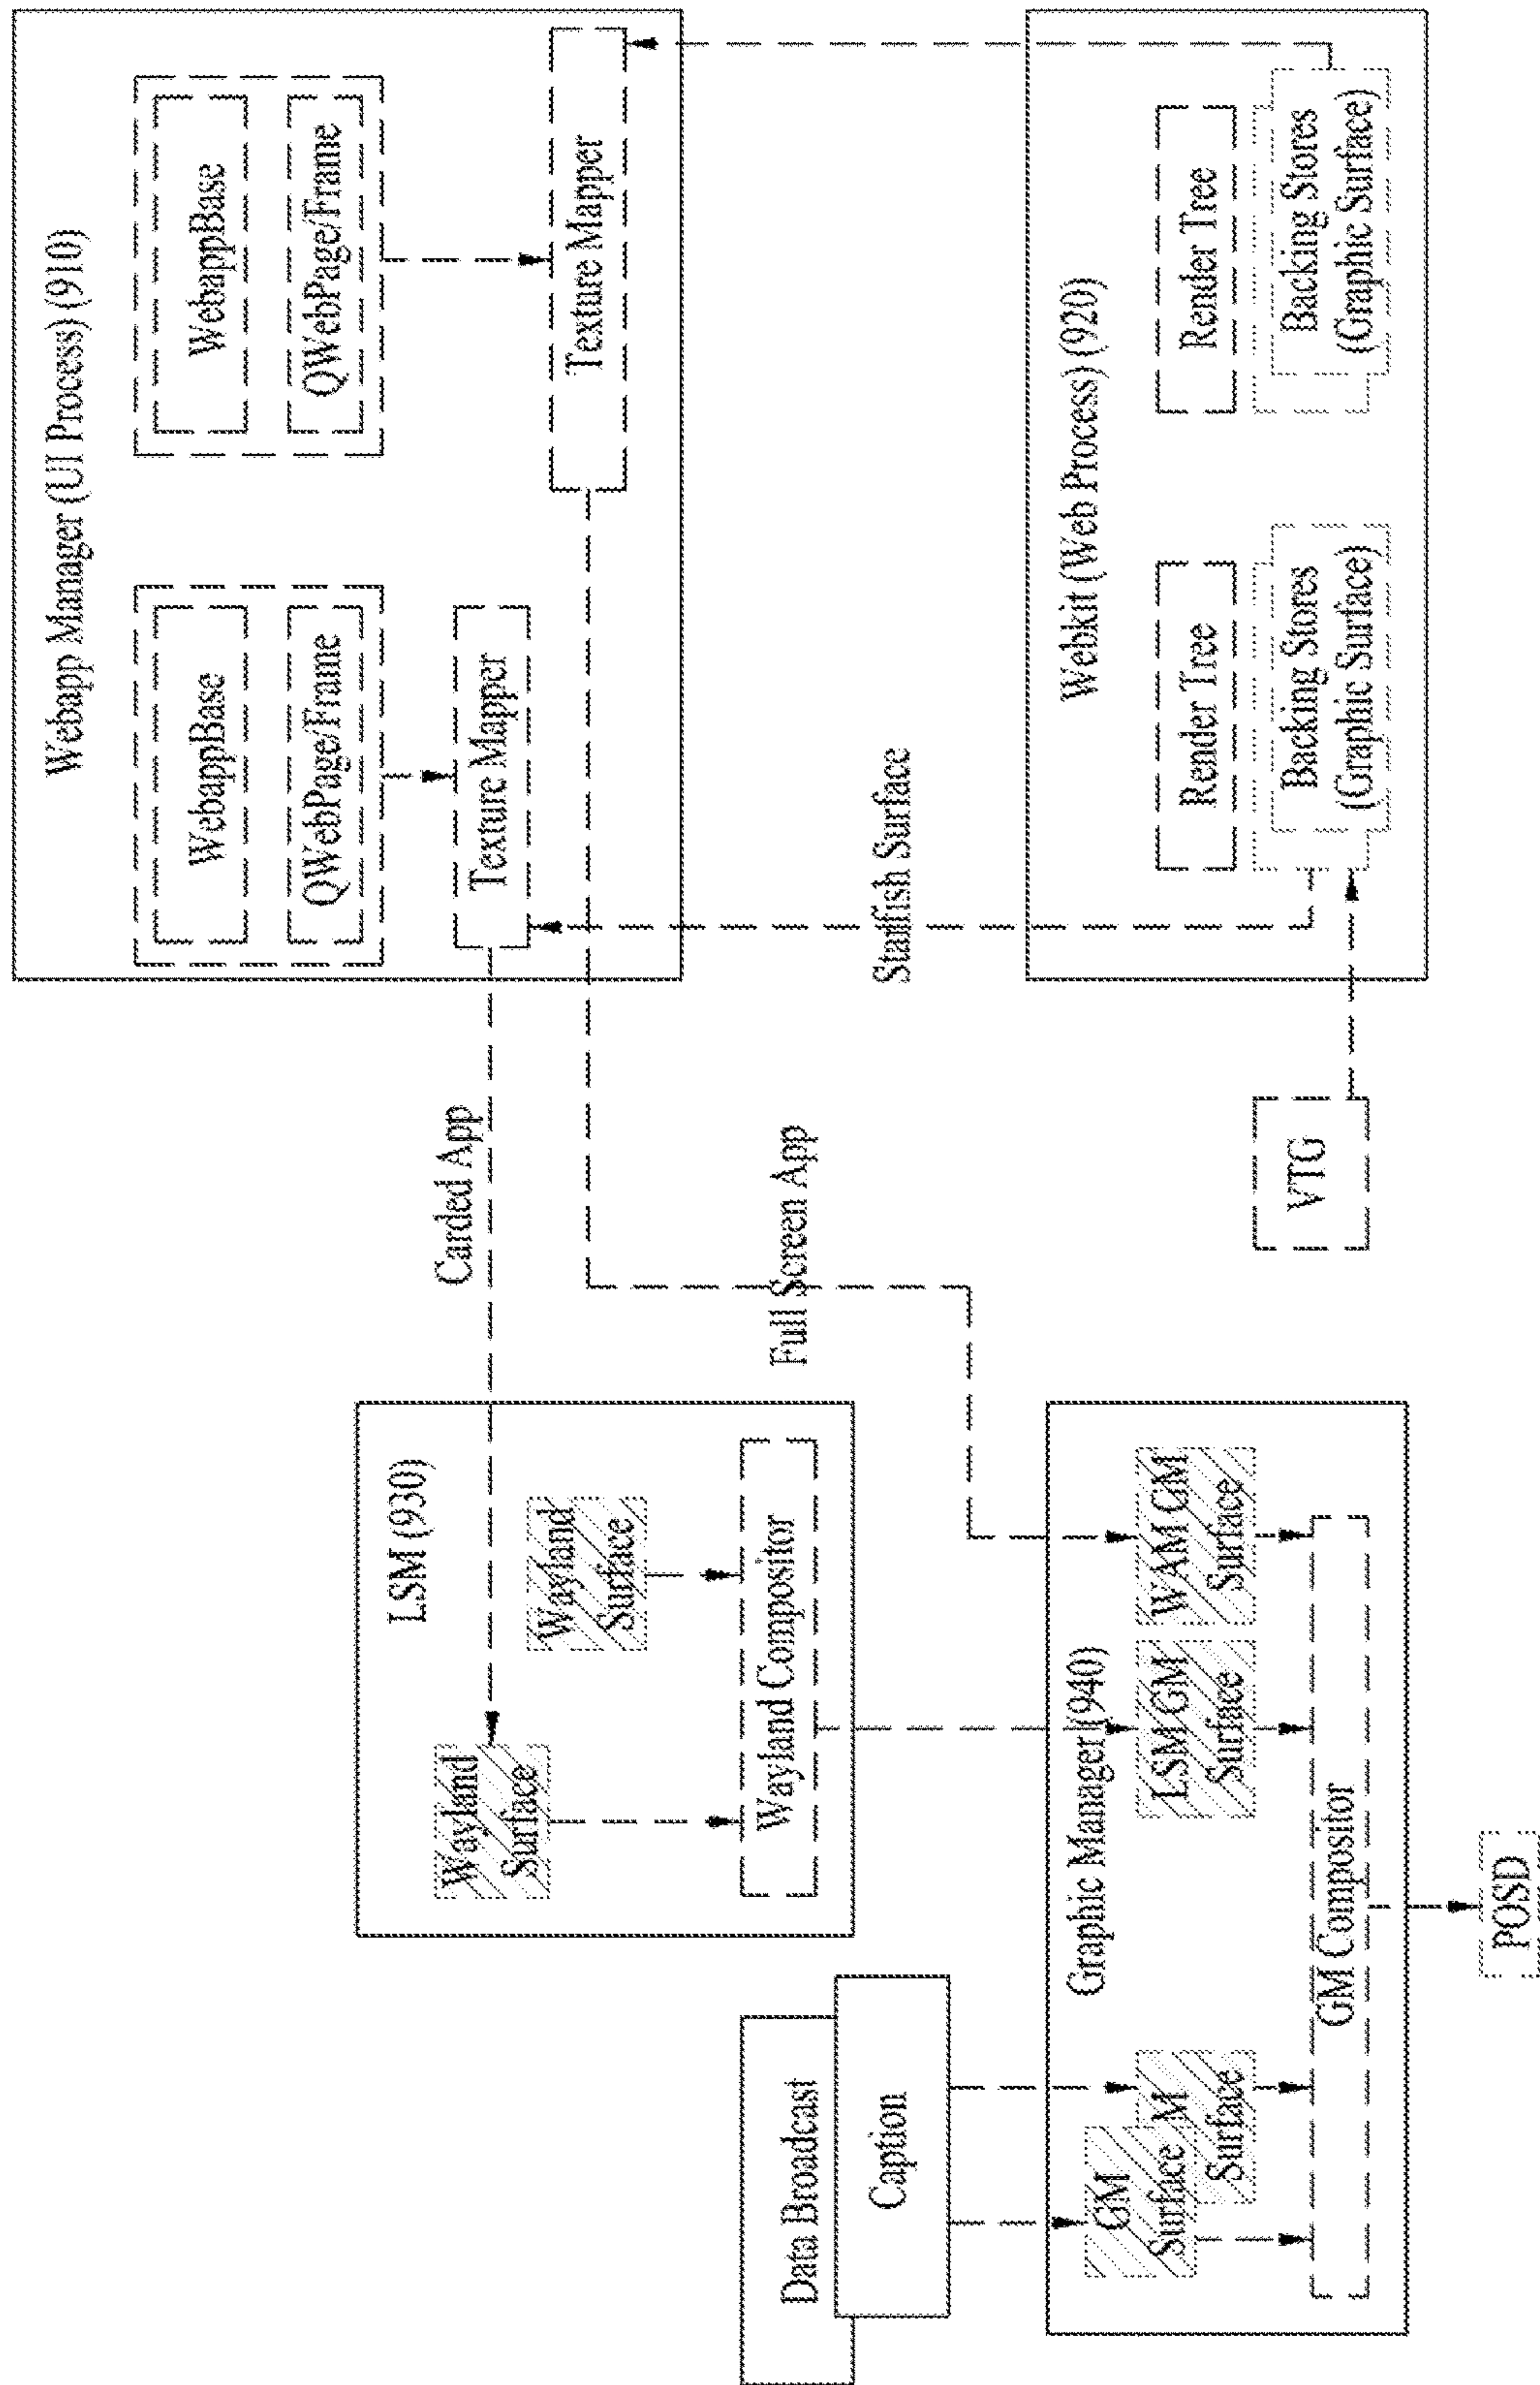 Webapp Manager (UI Process) (910)
WebappBase
QWebPage/Frame
Texture Mapper
WebappBase
QWebPage/Frame
Texture Mapper
Carded App
Full Screen App
Starfish Surface
LSM (930)
Wayland
Surface
Wayland
Surface
Wayland Compositor
Data Broadcast
Caption
Graphic Manager (940)
GM
Surface
M
Surface
LSM GM
Surface
WAM GM
Surface
GM Compositor
POSD
VTG
Webkit (Web Process) (920)
Render Tree
Backing Stores
(Graphic Surface)
Render Tree
Backing Stores
(Graphic Surface)